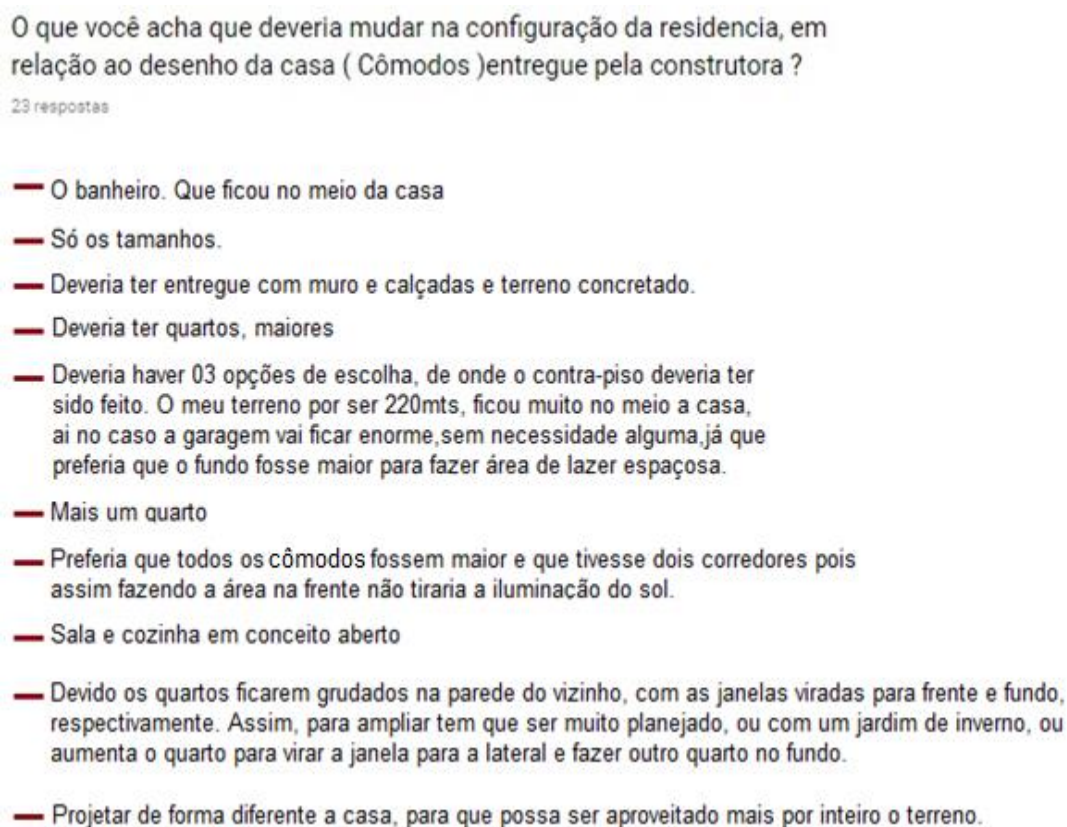 O que você acha que deveria mudar na configuração da residencia, em
relação ao desenho da casa ( Cômodos )entregue pela construtora ?
23 respostas
O banheiro. Que ficou no meio da casa
Só os tamanhos.
Deveria ter entregue com muro e calçadas e terreno concretado.
Deveria ter quartos, maiores
Deveria haver 03 opções de escolha, de onde o contra-piso deveria ter
sido feito. O meu terreno por ser 220mts, ficou muito no meio a casa,
ai no caso a garagem vai ficar enorme,sem necessidade alguma,já que
preferia que o fundo fosse maior para fazer área de lazer espaçosa.
Mais um quarto
Preferia que todos os cômodos fossem maior e que tivesse dois corredores pois
assim fazendo a área na frente não tiraria a iluminação do sol.
Sala e cozinha em conceito aberto
Devido os quartos ficarem grudados na parede do vizinho, com as janelas viradas para frente e fundo,
respectivamente. Assim, para ampliar tem que ser muito planejado, ou com um jardim de inverno, ou
aumenta o quarto para virar a janela para a lateral e fazer outro quarto no fundo.
Projetar de forma diferente a casa, para que possa ser aproveitado mais por inteiro o terreno.